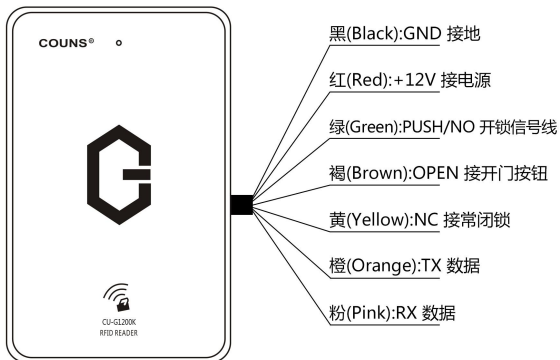 COUNS®
黑(Black):GND 接地
红(Red):+12V 接电源
绿(Green):PUSH/NO 开锁信号线
褐(Brown):OPEN 接开门按钮
黄(Yellow):NC 接常闭锁
橙(Orange):TX 数据
粉(Pink):RX 数据
CU-G1200K
RFID READER